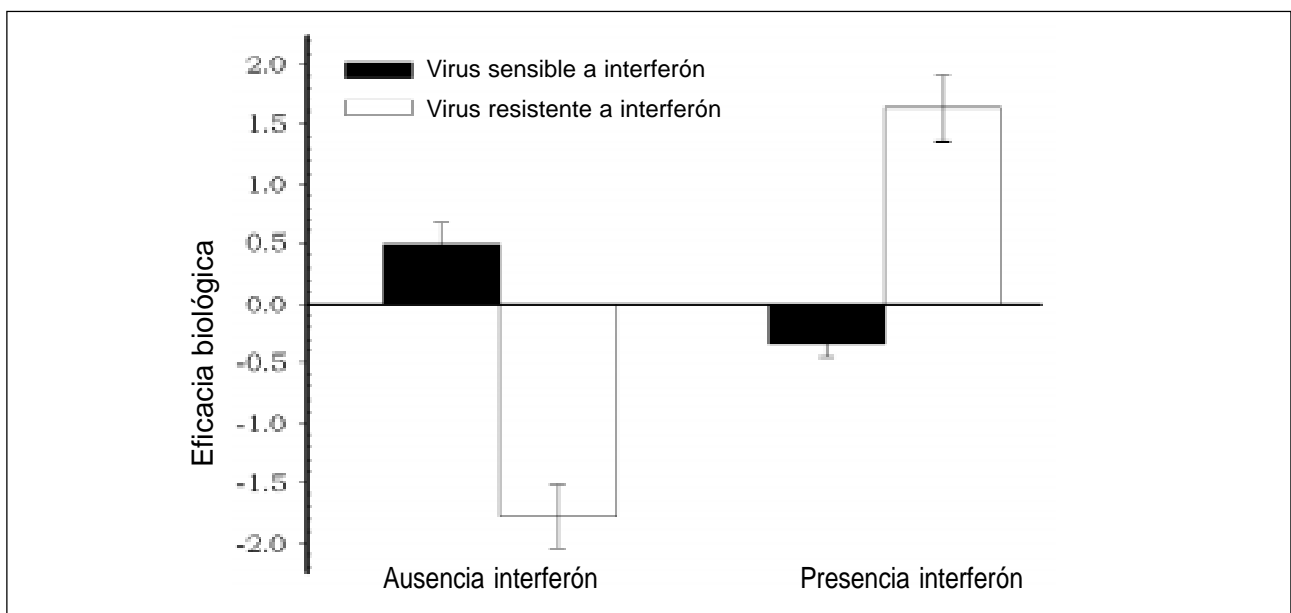 2.0
Virus sensible a interferón
Virus resistente a interferón
1.5
1.0
0.5
0.0
-0.5
-1.0
-1.5
-2.0
Eficacia biológica
Ausencia interferón
Presencia interferón